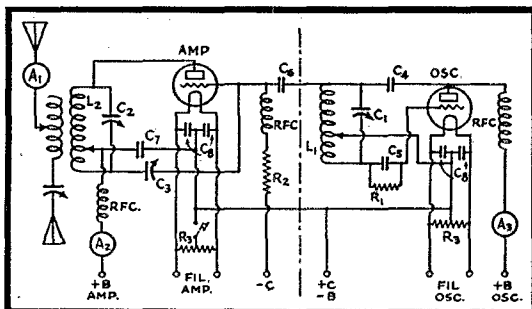 AMP
OSC.
A1
L2
C2
C7
C3
RFC.
A2
C8
R3
C6
RFC
R2
L1
C1
C4
C5
R1
RFC
C8
R3
A3
+B
AMP.
FIL.
AMP.
-C
+C
-B
FIL
OSC.
+B
OSC.